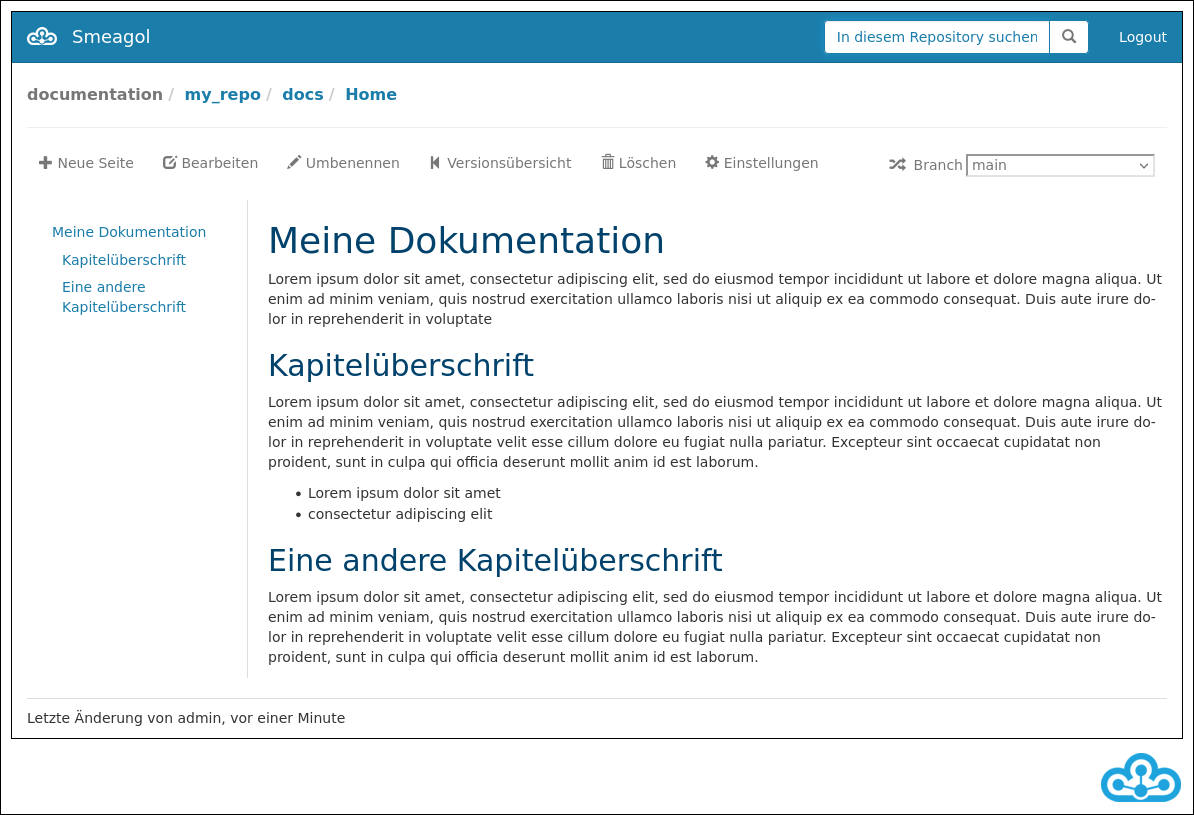 Smeagol
In diesem Repository suchen
Logout
documentation / my_repo / docs / Home
Neue Seite
Bearbeiten
Umbenennen
Versionsübersicht
Löschen
Einstellungen
Branch
main
Meine Dokumentation
Kapitelüberschrift
Eine andere
Kapitelüberschrift
Meine Dokumentation
Lorem ipsum dolor sit amet, consectetur adipiscing elit, sed do eiusmod tempor incididunt ut labore et dolore magna aliqua. Ut
enim ad minim veniam, quis nostrud exercitation ullamco laboris nisi ut aliquip ex ea commodo consequat. Duis aute irure do-
lor in reprehenderit in voluptate
Kapitelüberschrift
Lorem ipsum dolor sit amet, consectetur adipiscing elit, sed do eiusmod tempor incididunt ut labore et dolore magna aliqua. Ut
enim ad minim veniam, quis nostrud exercitation ullamco laboris nisi ut aliquip ex ea commodo consequat. Duis aute irure do-
lor in reprehenderit in voluptate velit esse cillum dolore eu fugiat nulla pariatur. Excepteur sint occaecat cupidatat non
proident, sunt in culpa qui officia deserunt mollit anim id est laborum.
• Lorem ipsum dolor sit amet
• consectetur adipiscing elit
Eine andere Kapitelüberschrift
Lorem ipsum dolor sit amet, consectetur adipiscing elit, sed do eiusmod tempor incididunt ut labore et dolore magna aliqua. Ut
enim ad minim veniam, quis nostrud exercitation ullamco laboris nisi ut aliquip ex ea commodo consequat. Duis aute irure do-
lor in reprehenderit in voluptate velit esse cillum dolore eu fugiat nulla pariatur. Excepteur sint occaecat cupidatat non
proident, sunt in culpa qui officia deserunt mollit anim id est laborum.
Letzte Änderung von admin, vor einer Minute